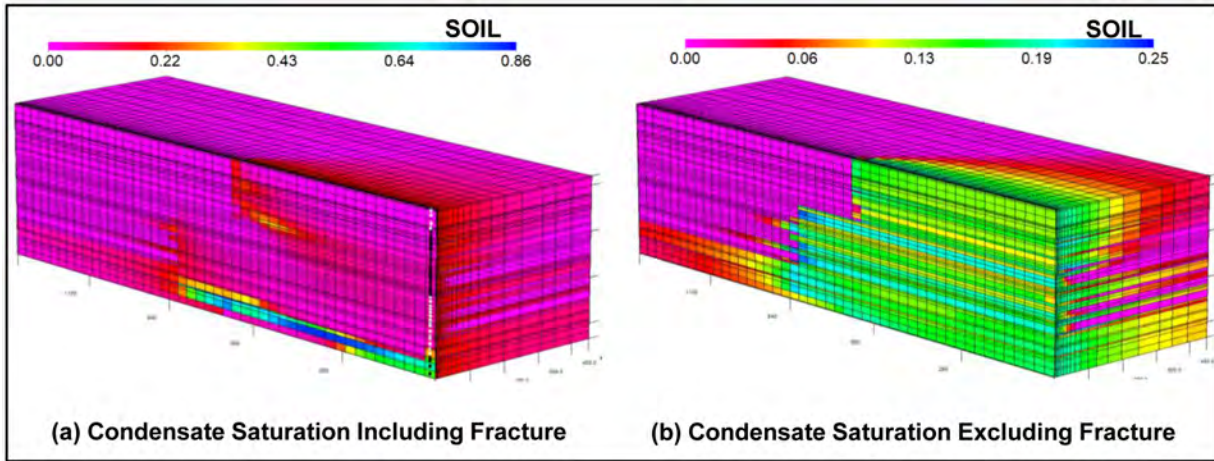 SOIL
0.00 0.22 0.43 0.64 0.86
SOIL
0.00 0.06 0.13 0.19 0.25
(a) Condensate Saturation Including Fracture
(b) Condensate Saturation Excluding Fracture